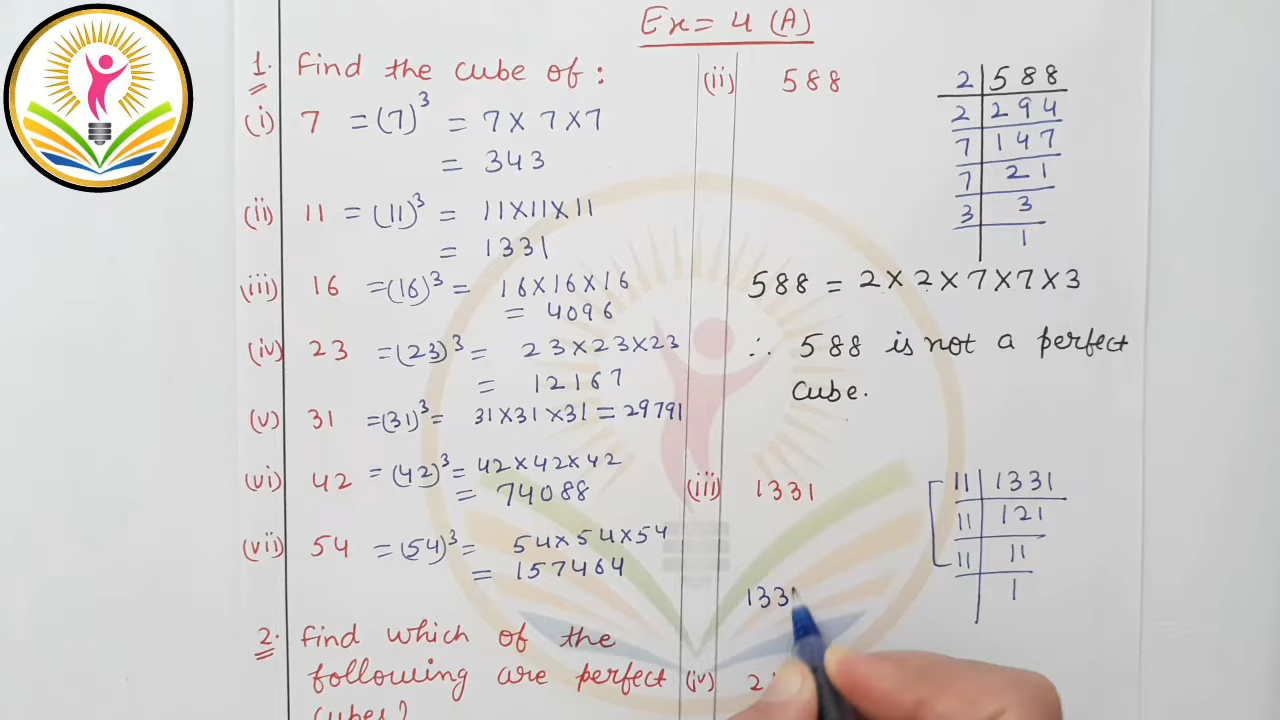 Ex = 4 (A)
1. Find the cube of :
(i) 7 = (7)³ = 7 × 7 × 7
= 343
(ii) 11 = (11)³ = 11×11×11
= 1331
(iii) 16 = (16)³ = 16×16×16
= 4096
(iv) 23 = (23)³ = 23×23×23
= 12167
(v) 31 = (31)³ = 31×31×31 = 29791
(vi) 42 = (42)³ = 42×42×42
= 74088
(vii) 54 = (54)³ = 54×54×54
= 157464
2. Find which of the
following are perfect
cubes?
(ii) 588
2 | 588
2 | 294
7 | 147
7 | 21
3 | 3
1
588 = 2×2×7×7×3
∴ 588 is not a perfect
Cube.
(iii) 1331
11 | 1331
11 | 121
11 | 11
1
1331
(iv) 2